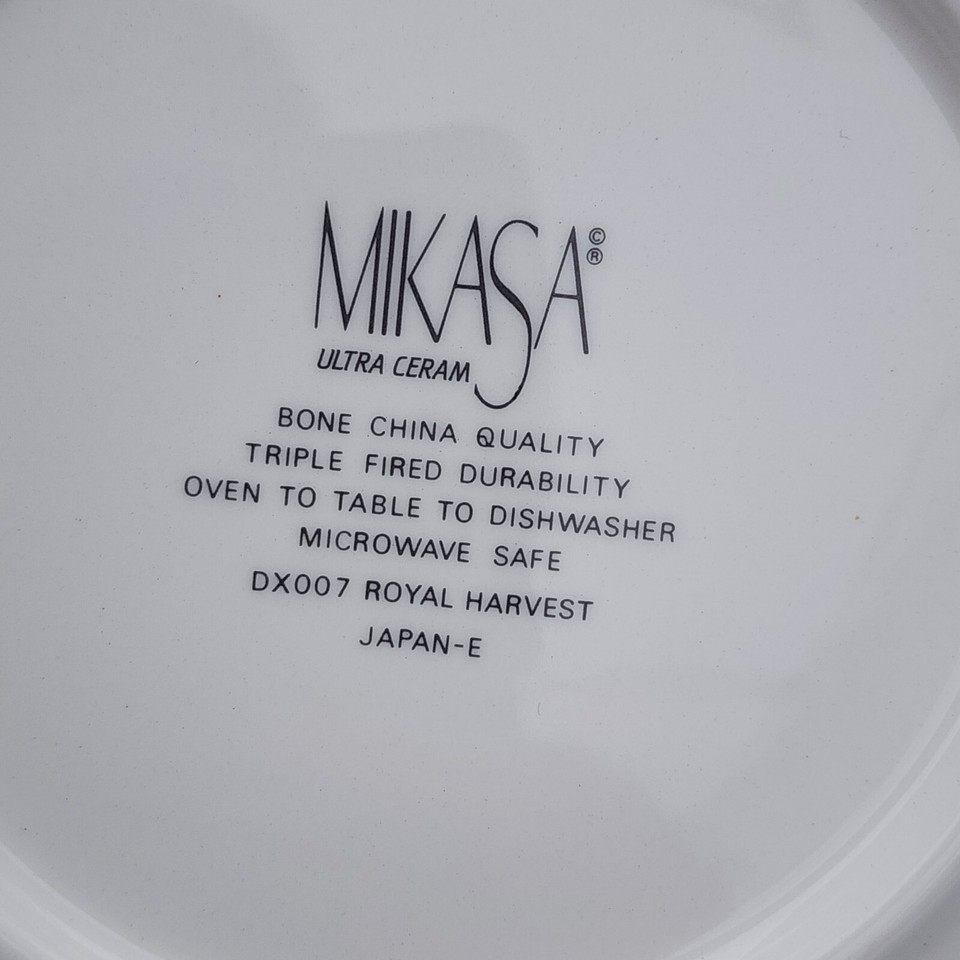 MIKASA©®
ULTRA CERAM
BONE CHINA QUALITY
TRIPLE FIRED DURABILITY
OVEN TO TABLE TO DISHWASHER
MICROWAVE SAFE
DX007 ROYAL HARVEST
JAPAN-E